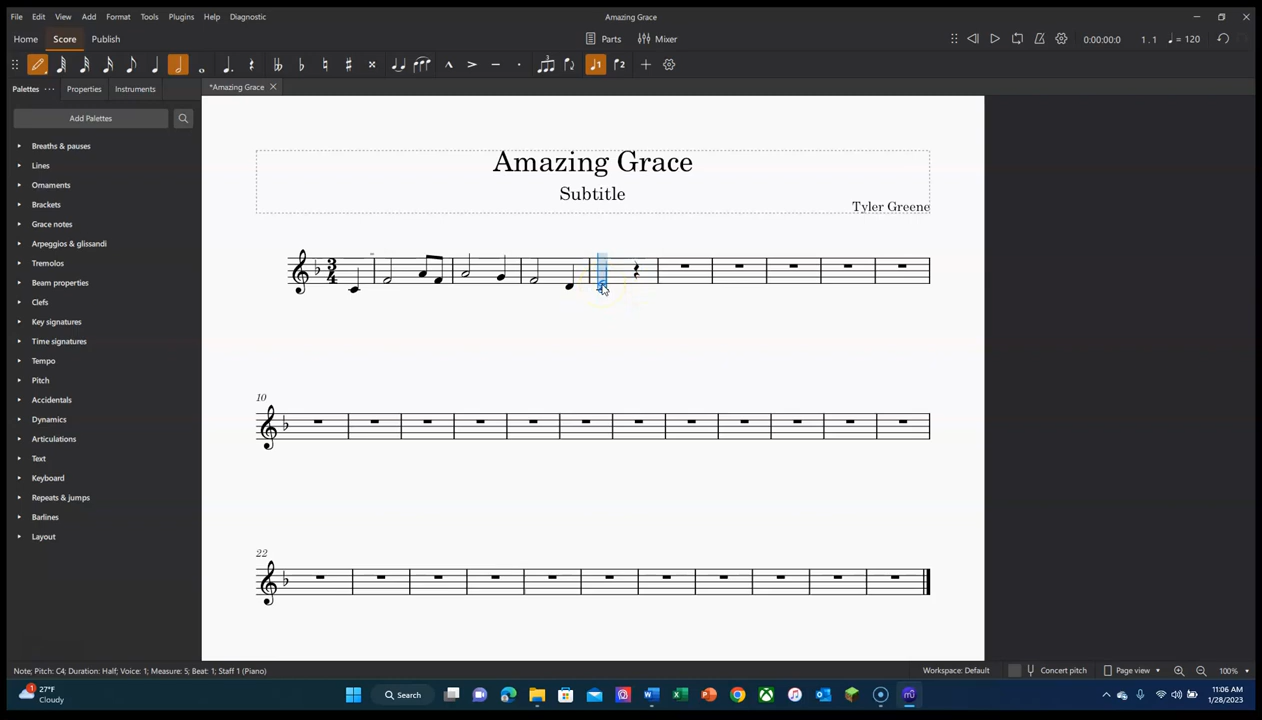 File Edit View Add Format Tools Plugins Help Diagnostic
Amazing Grace
Home Score Publish
Parts Mixer
0:00:00:0 1 . 1 = 120
Palettes Properties Instruments
*Amazing Grace
Add Palettes
Breaths & pauses
Lines
Ornaments
Brackets
Grace notes
Arpeggios & glissandi
Tremolos
Beam properties
Clefs
Key signatures
Time signatures
Tempo
Pitch
Accidentals
Dynamics
Articulations
Text
Keyboard
Repeats & jumps
Barlines
Layout
Amazing Grace
Subtitle
Tyler Greene
3
4
10
22
Note; Pitch: C4; Duration: Half; Voice: 1; Measure: 5; Beat: 1; Staff 1 (Piano)
Workspace: Default
Concert pitch
Page view
100%
1
27°F
Cloudy
Search
11:06 AM
1/28/2023